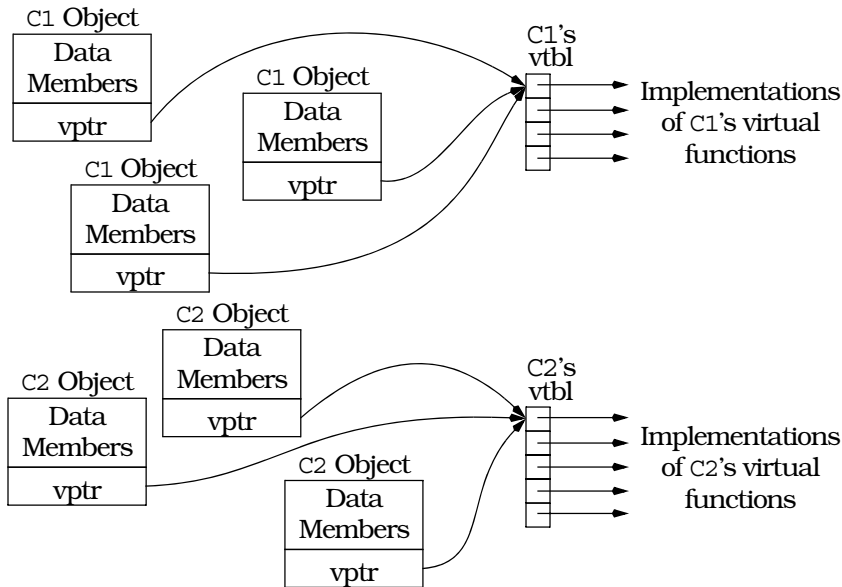 C1 Object
Data
Members
vptr
C1 Object
Data
Members
vptr
C1 Object
Data
Members
vptr
C1's
vtbl
Implementations
of C1's virtual
functions
C2 Object
Data
Members
vptr
C2 Object
Data
Members
vptr
C2 Object
Data
Members
vptr
C2's
vtbl
Implementations
of C2's virtual
functions